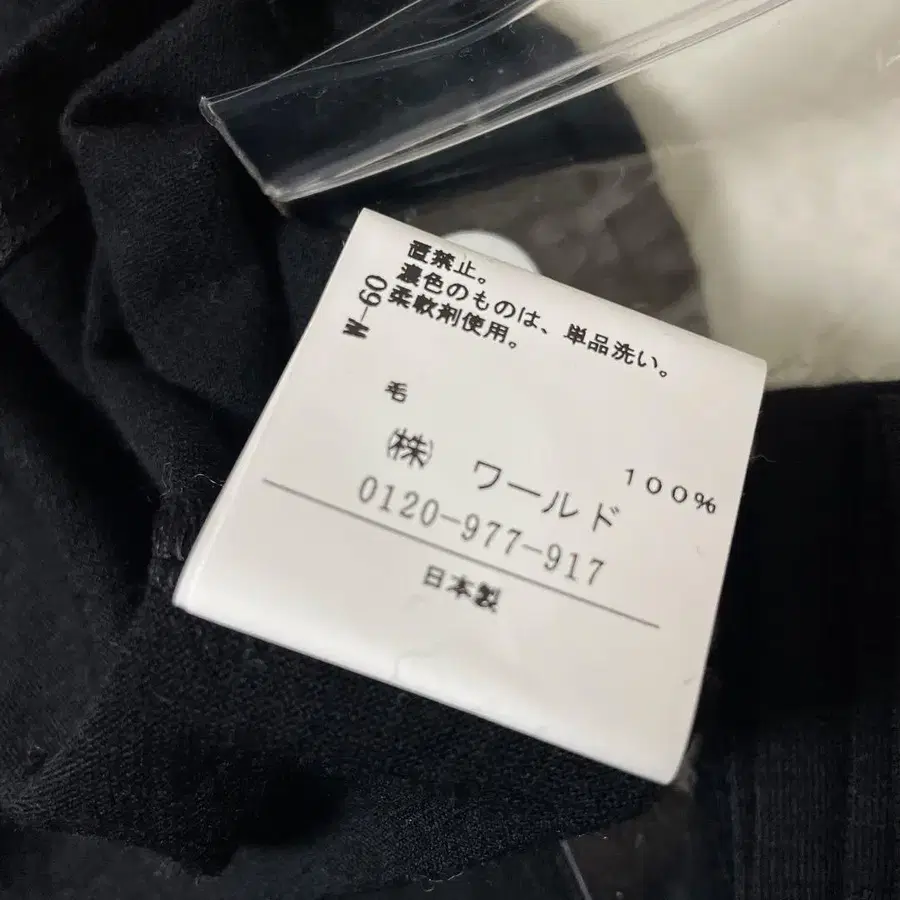 置禁止。
濃色のものは、単品洗い。
柔軟剤使用。
W-60
毛 100%
㈱ ワールド
0120-977-917
日本製